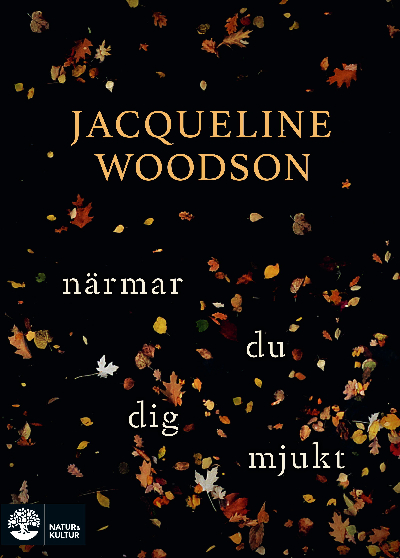 JACQUELINE
WOODSON
närmar
du
dig
mjukt
NATUR &
KULTUR